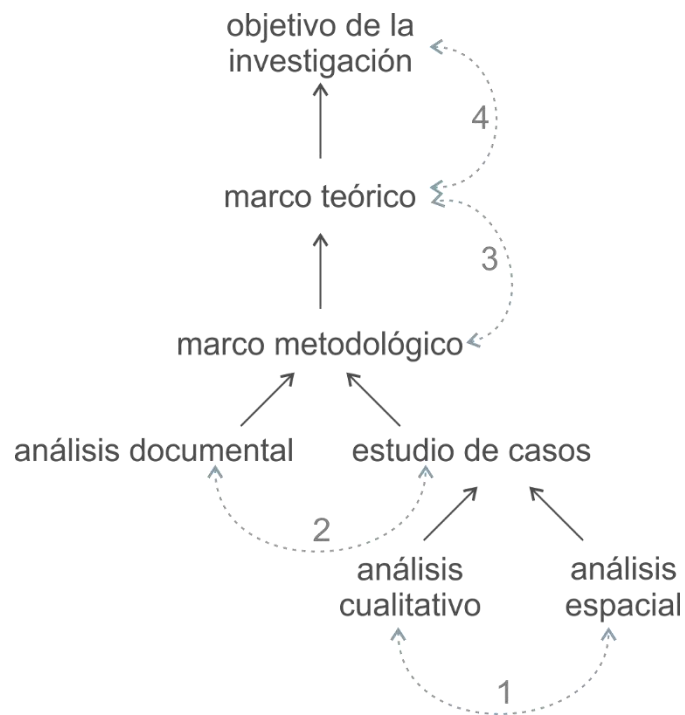 objetivo de la
investigación
4
marco teórico
3
marco metodológico
análisis documental
estudio de casos
2
análisis
cualitativo
análisis
espacial
1